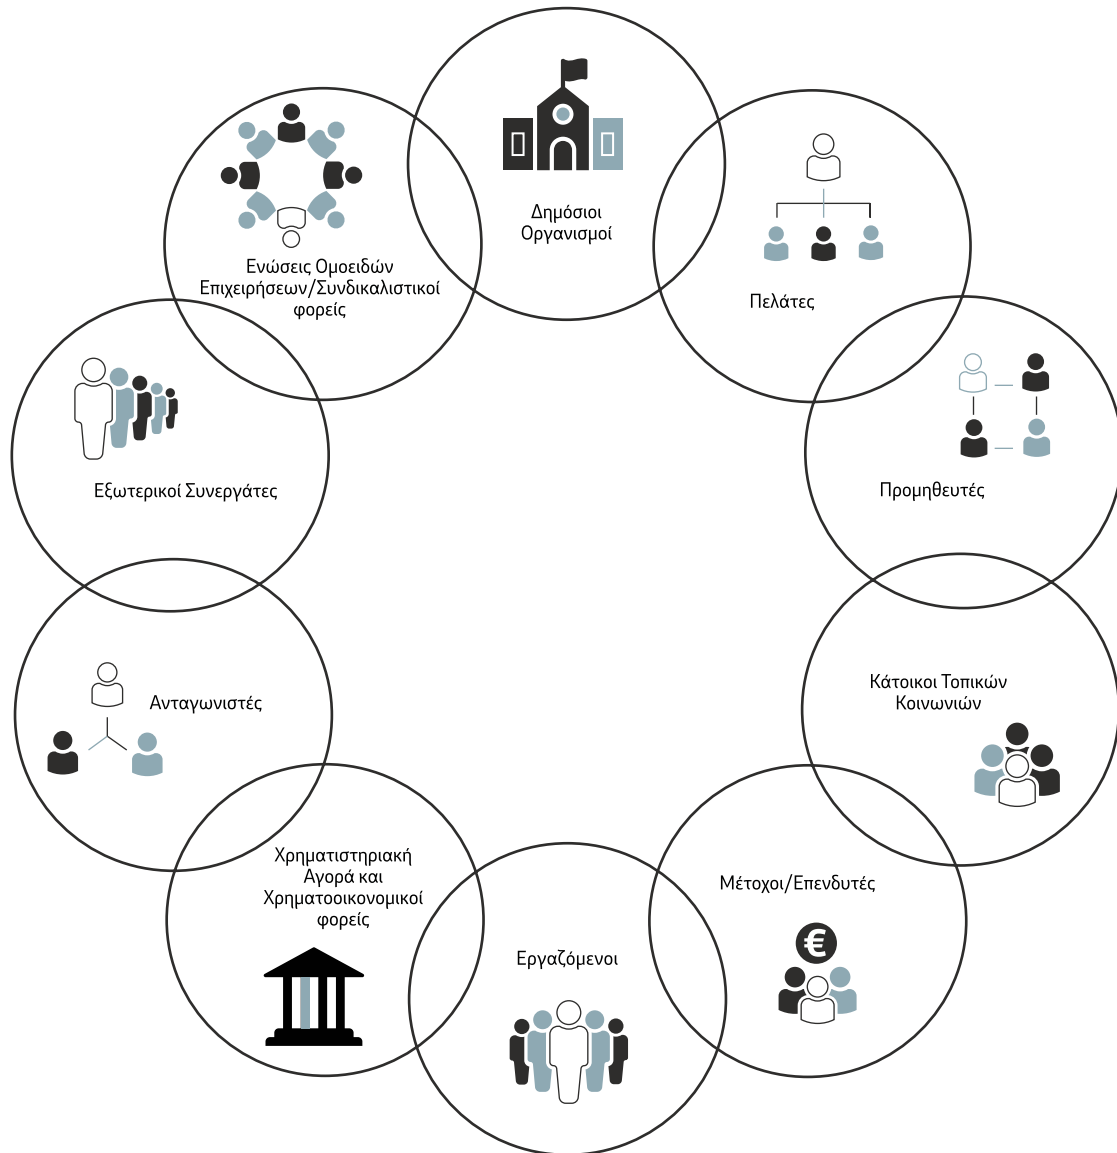 Δημόσιοι
Οργανισμοί
Πελάτες
Προμηθευτές
Κάτοικοι Τοπικών
Κοινωνιών
Μέτοχοι/Επενδυτές
€
Εργαζόμενοι
Χρηματιστηριακή
Αγορά και
Χρηματοοικονομικοί
φορείς
Ανταγωνιστές
Εξωτερικοί Συνεργάτες
Ενώσεις Ομοειδών
Επιχειρήσεων/Συνδικαλιστικοί
φορείς